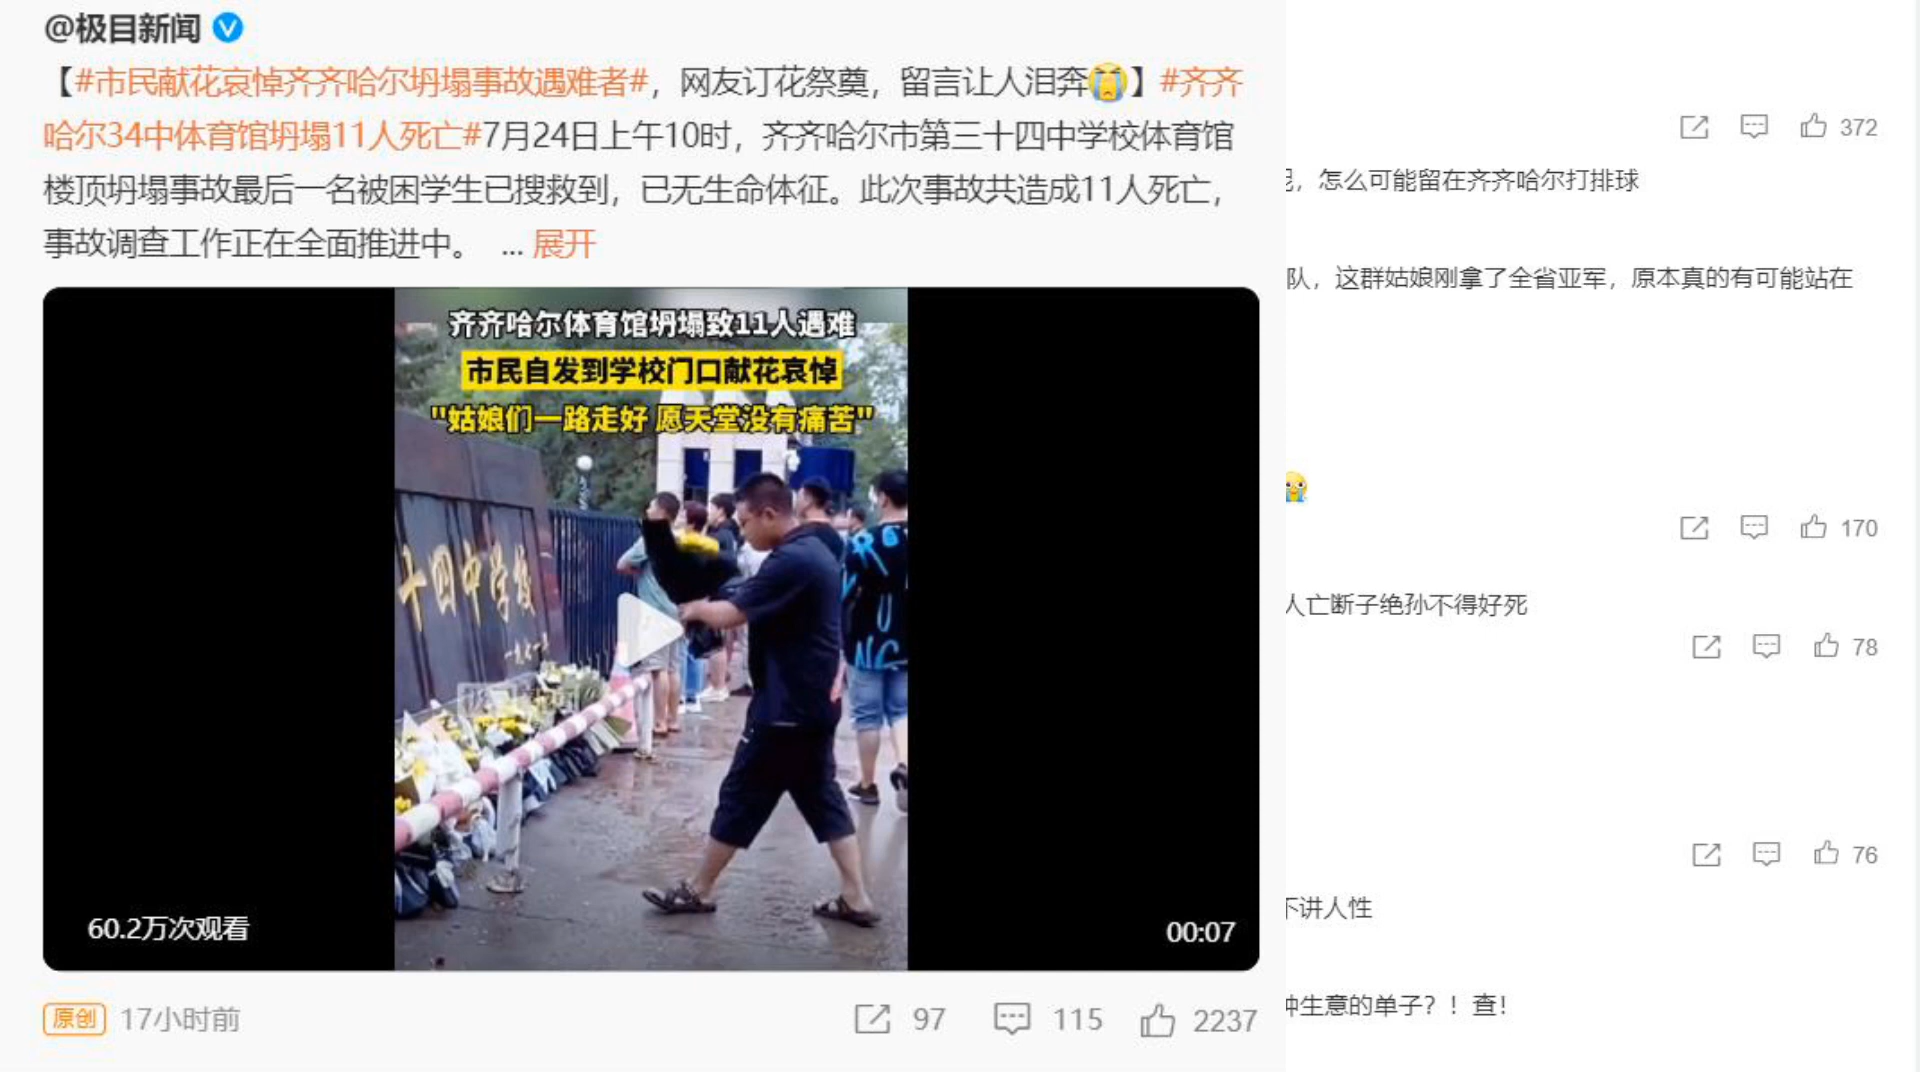 @极目新闻
【#市民献花哀悼齐齐哈尔坍塌事故遇难者#，网友订花祭奠，留言让人泪奔😭】#齐齐
哈尔34中体育馆坍塌11人死亡#7月24日上午10时，齐齐哈尔市第三十四中学校体育馆
楼顶坍塌事故最后一名被困学生已搜救到，已无生命体征。此次事故共造成11人死亡，
事故调查工作正在全面推进中。 ... 展开
齐齐哈尔体育馆坍塌致11人遇难
市民自发到学校门口献花哀悼
"姑娘们一路走好 愿天堂没有痛苦"
十四中学校
60.2万次观看
00:07
原创 17小时前
97 115 2237
372
，怎么可能留在齐齐哈尔打排球
队，这群姑娘刚拿了全省亚军，原本真的有可能站在
170
人亡断子绝孙不得好死
78
76
不讲人性
种生意的单子？！查！